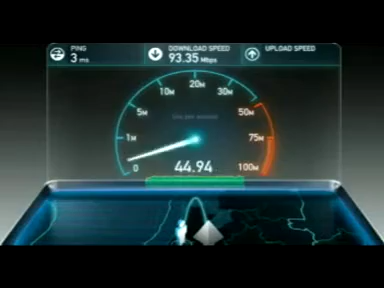 PING
3 ms
DOWNLOAD SPEED
93.35 Mbps
UPLOAD SPEED
20M
10M
30M
5M
50M
1M
75M
0
44.94
100M